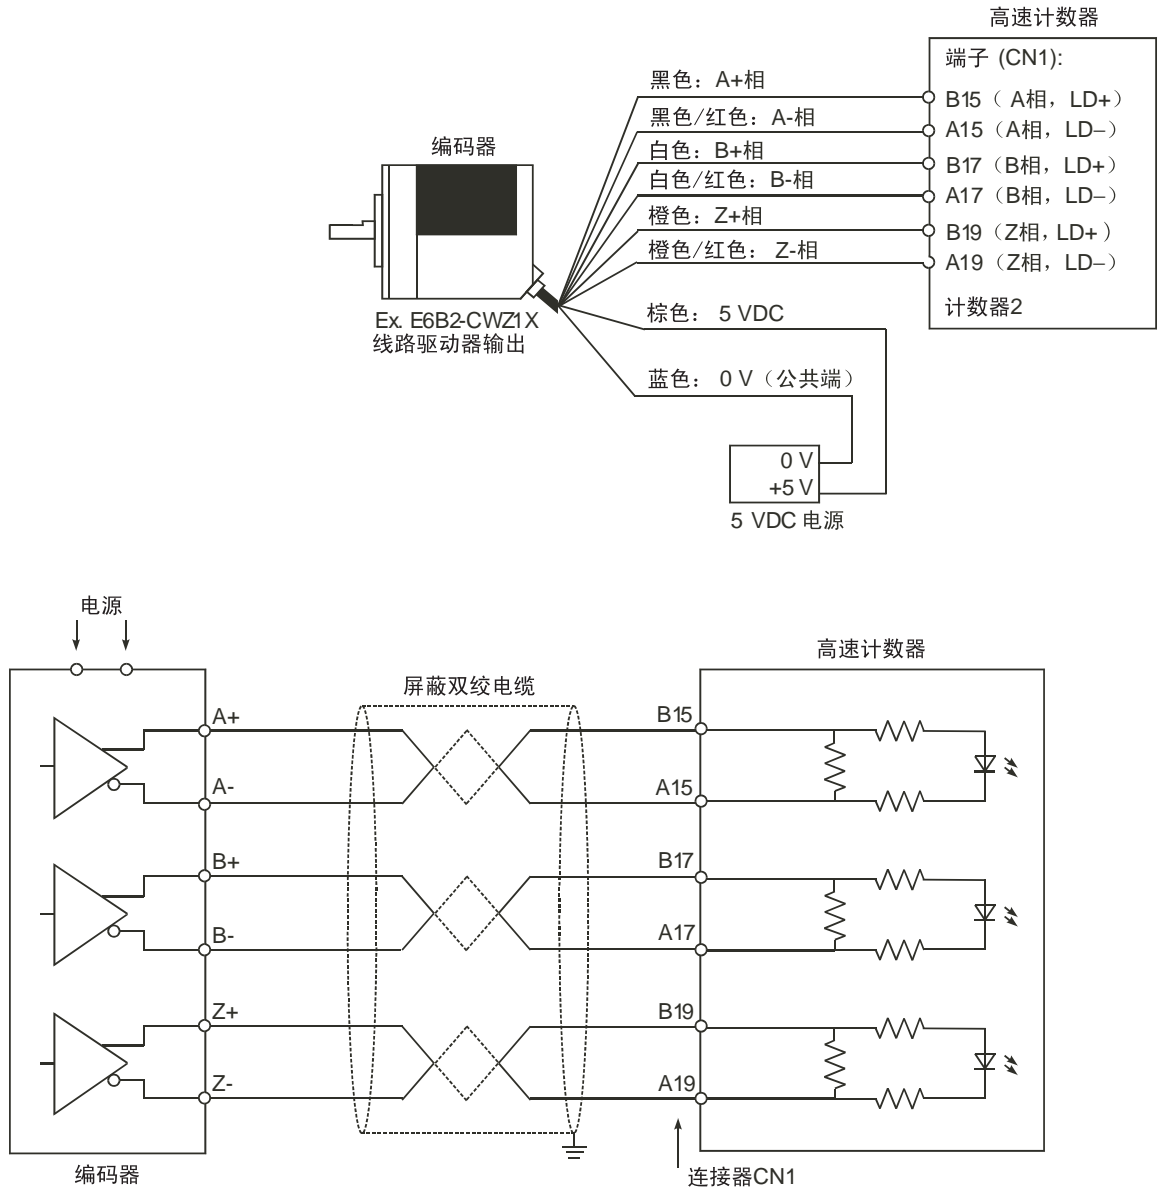 高速计数器
端子 (CN1):
黑色：A+相
B15（ A相，LD+）
黑色/红色：A-相
A15（A相，LD–）
编码器
白色：B+相
B17（B相，LD+）
白色/红色：B-相
A17（B相，LD–）
橙色：Z+相
B19（Z相，LD+）
橙色/红色： Z-相
A19（Z相，LD–）
计数器2
Ex. E6B2-CWZ1X
线路驱动器输出
棕色： 5 VDC
蓝色： 0 V（公共端）
0 V
+5 V
5 VDC 电源
电源
高速计数器
屏蔽双绞电缆
A+
B15
A-
A15
B+
B17
B-
A17
Z+
B19
Z-
A19
编码器
连接器CN1